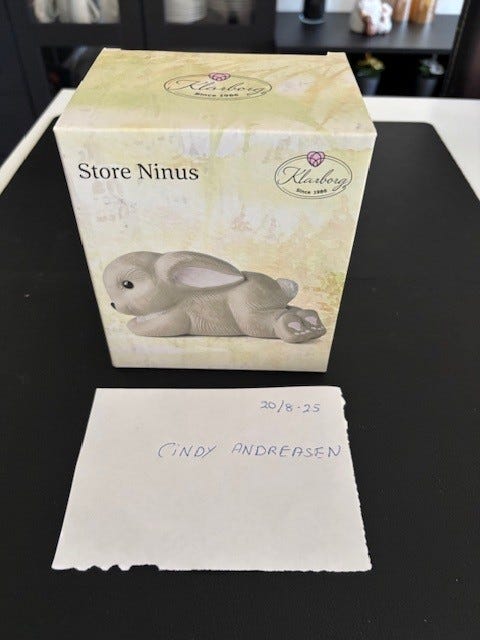 Klarborg
Since 1986
Store Ninus
Klarborg
Since 1986
20/8-25
CINDY ANDREASEN